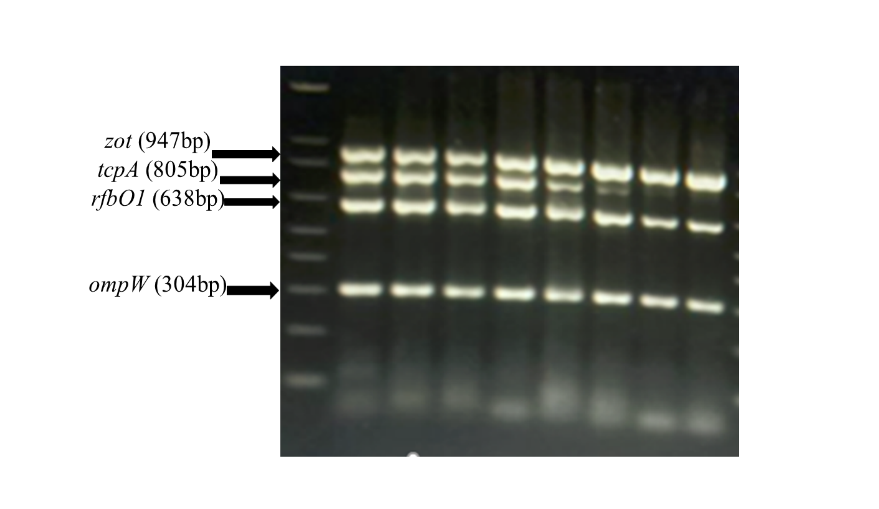 zot (947bp)
tcpA (805bp)
rfbO1 (638bp)
ompW (304bp)